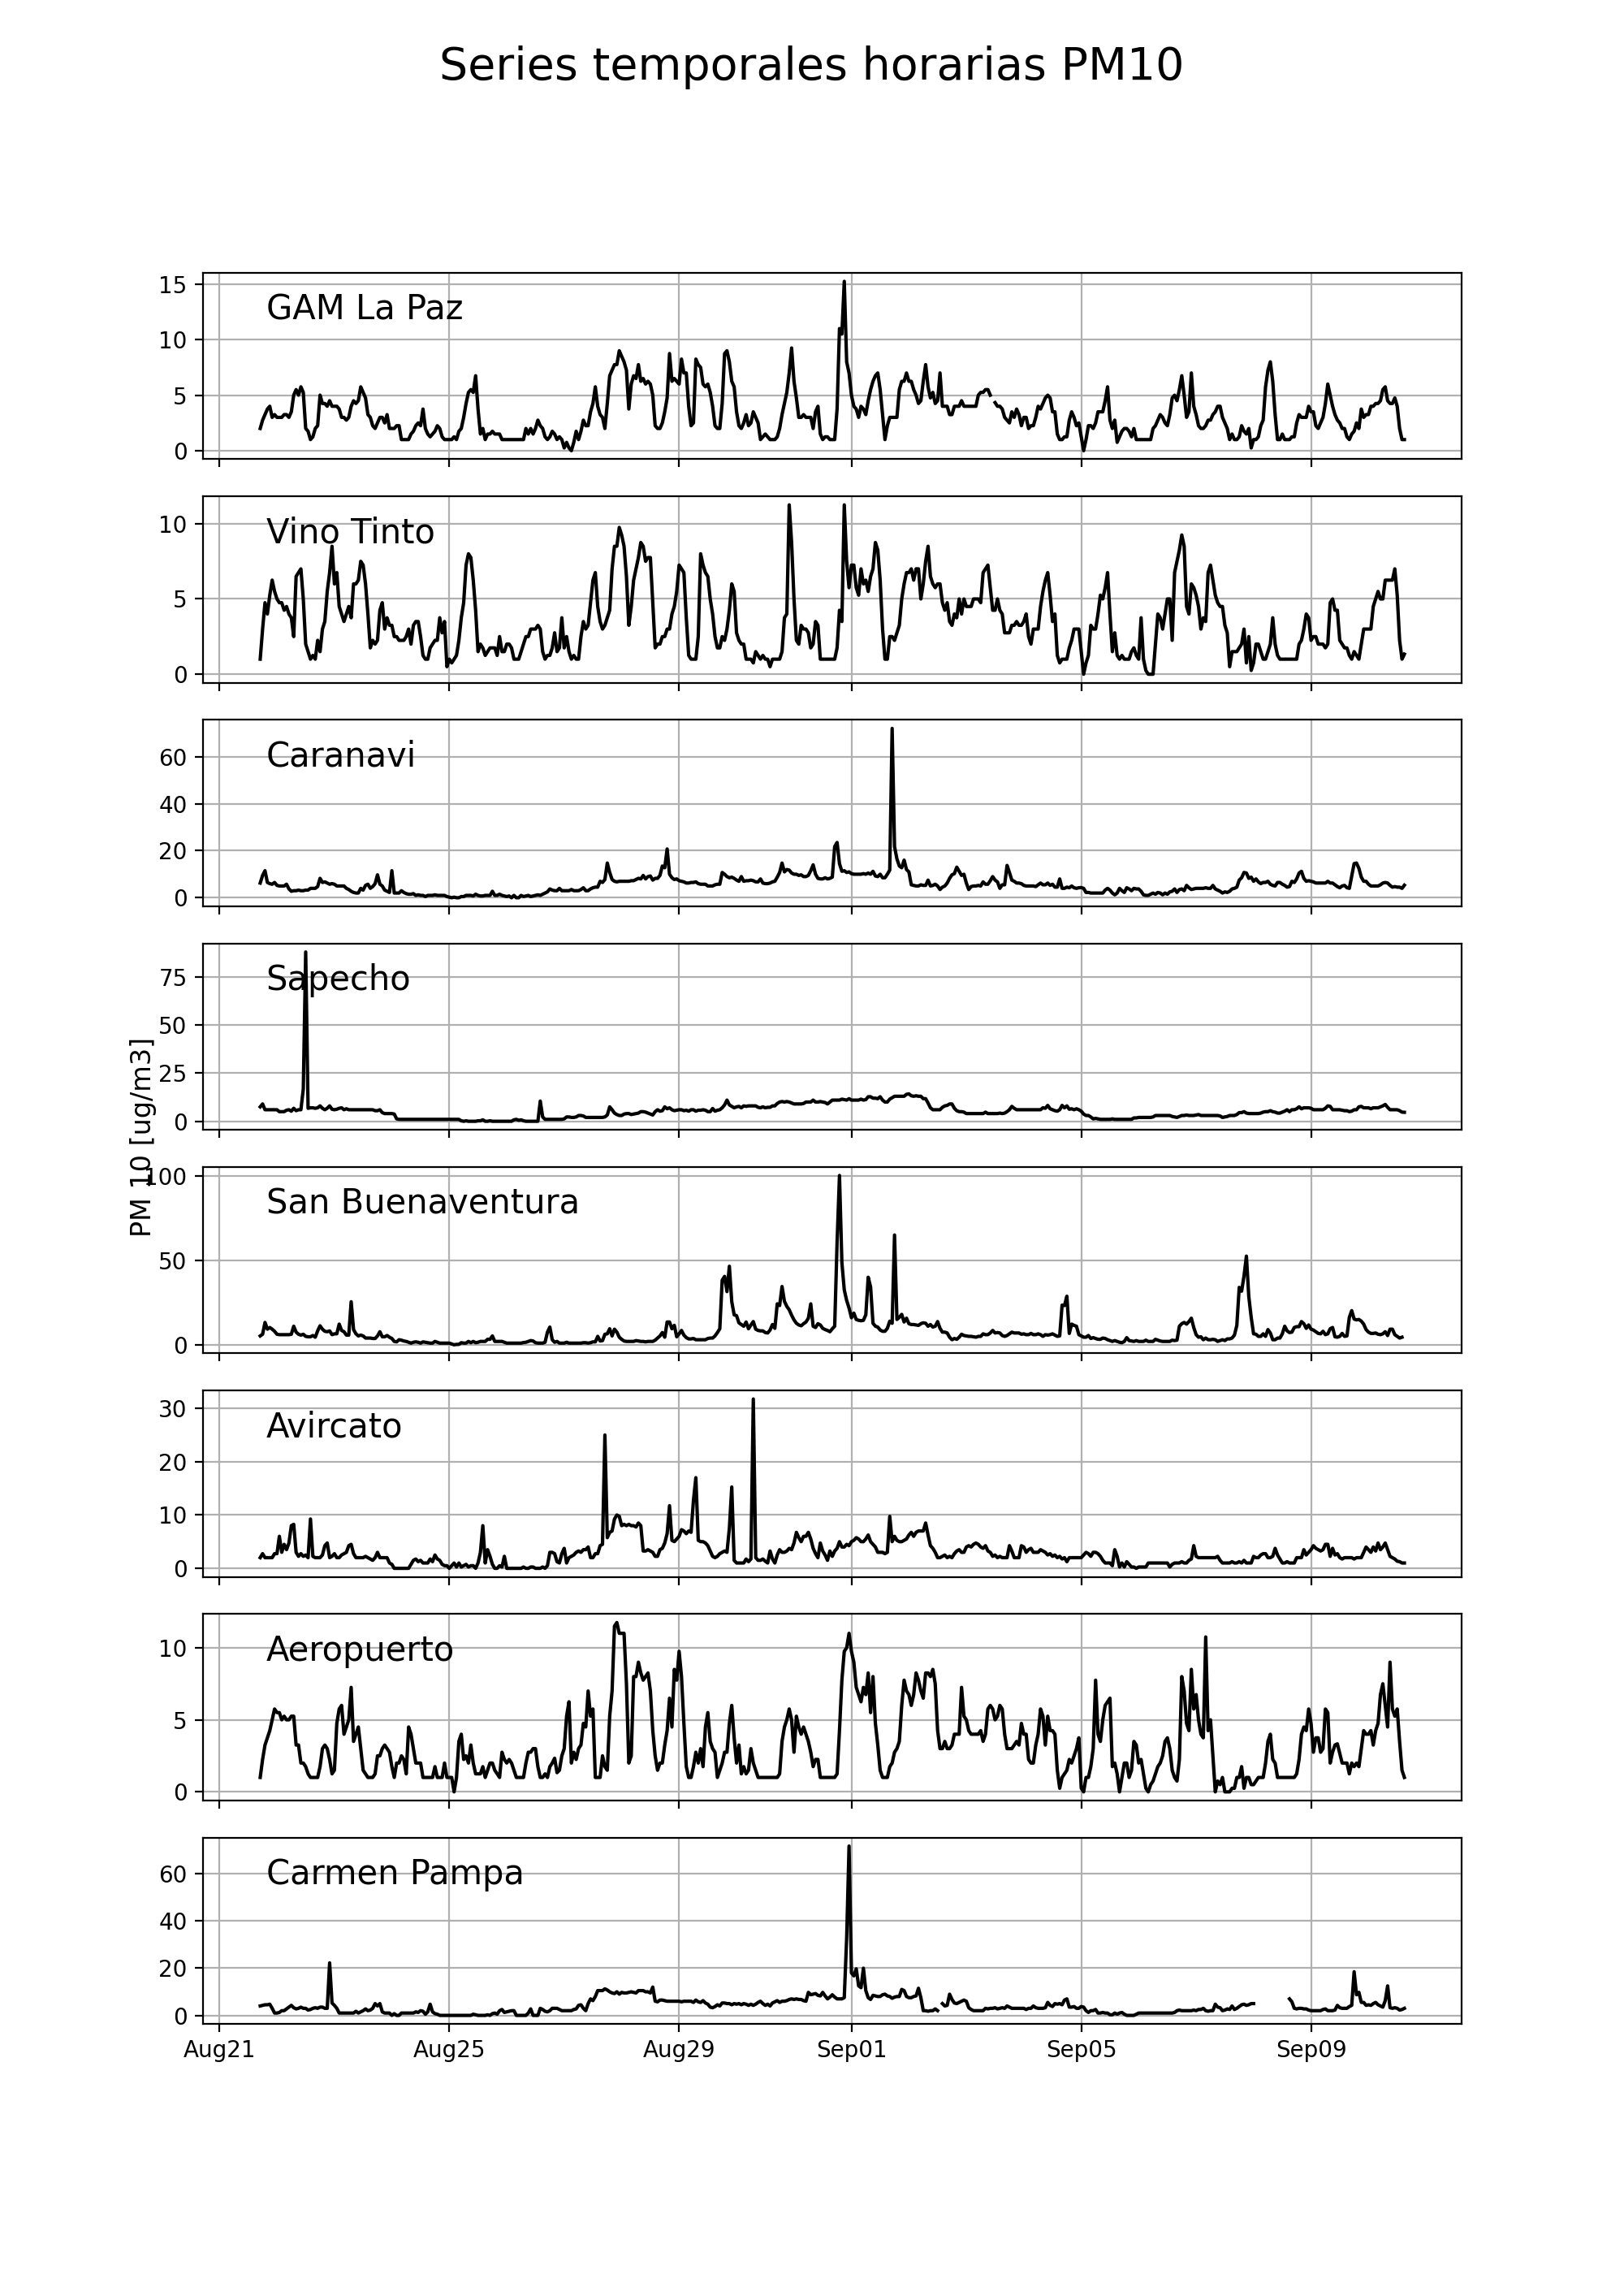 Series temporales horarias PM10
15
GAM La Paz
10
5
0
Vino Tinto
10
5
0
60
Caranavi
40
20
0
75
Sapecho
50
25
0
PM 10 [ug/m3]
100
San Buenaventura
50
0
30
Avircato
20
10
0
10
Aeropuerto
5
0
60
Carmen Pampa
40
20
0
Aug21 Aug25 Aug29 Sep01 Sep05 Sep09